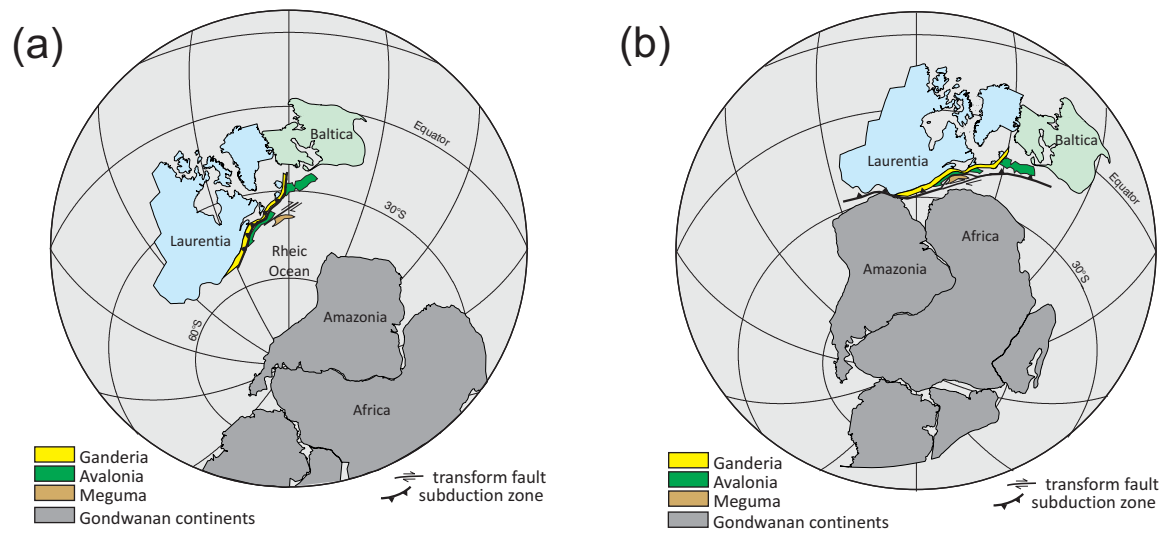 (a)
Baltica
Equator
Laurentia
30°S
Rheic
Ocean
60°S
Amazonia
Africa
Ganderia
Avalonia
Meguma
Gondwanan continents
transform fault
subduction zone
(b)
Laurentia
Baltica
Equator
Africa
Amazonia
30°S
Ganderia
Avalonia
Meguma
Gondwanan continents
transform fault
subduction zone